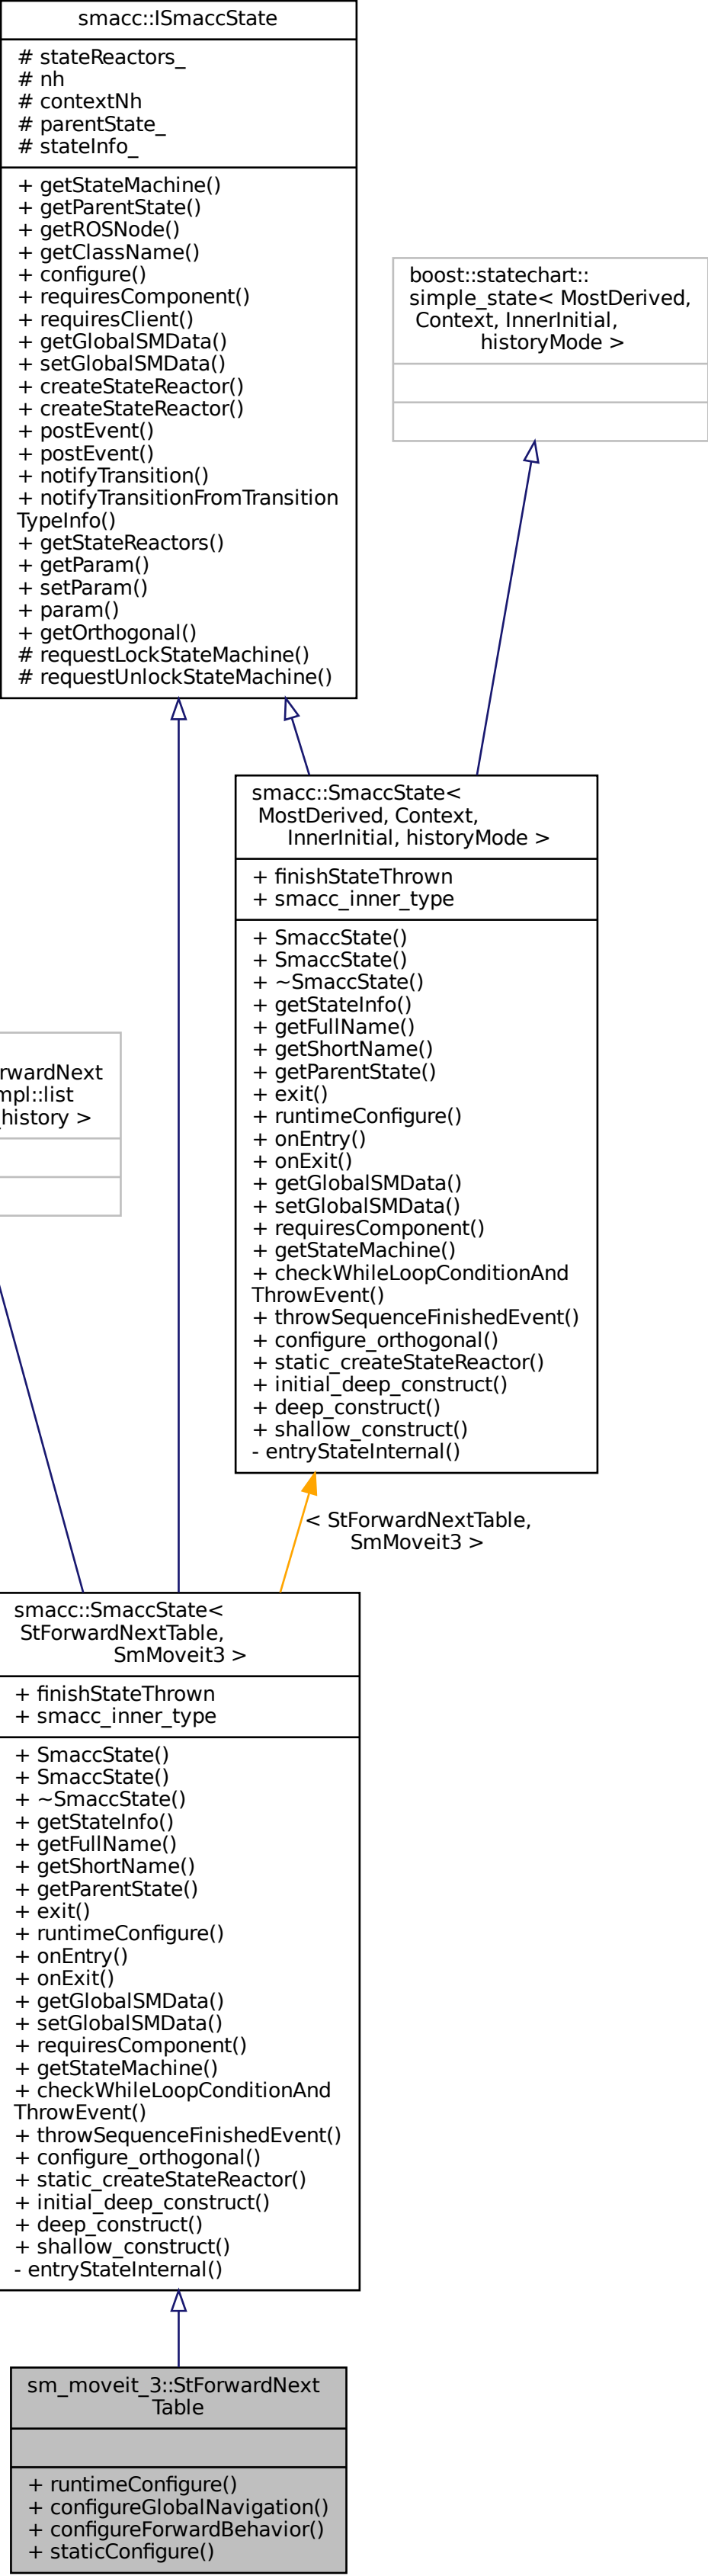 smacc::ISmaccState
# stateReactors_
# nh
# contextNh
# parentState_
# stateInfo_
+ getStateMachine()
+ getParentState()
+ getROSNode()
+ getClassName()
+ configure()
+ requiresComponent()
+ requiresClient()
+ getGlobalSMData()
+ setGlobalSMData()
+ createStateReactor()
+ createStateReactor()
+ postEvent()
+ postEvent()
+ notifyTransition()
+ notifyTransitionFromTransition
TypeInfo()
+ getStateReactors()
+ getParam()
+ setParam()
+ param()
+ getOrthogonal()
# requestLockStateMachine()
# requestUnlockStateMachine()
boost::statechart::
simple_state< MostDerived,
Context, InnerInitial,
historyMode >
smacc::SmaccState<
MostDerived, Context,
InnerInitial, historyMode >
+ finishStateThrown
+ smacc_inner_type
+ SmaccState()
+ SmaccState()
+ ~SmaccState()
+ getStateInfo()
+ getFullName()
+ getShortName()
+ getParentState()
+ exit()
+ runtimeConfigure()
+ onEntry()
+ onExit()
+ getGlobalSMData()
+ setGlobalSMData()
+ requiresComponent()
+ getStateMachine()
+ checkWhileLoopConditionAnd
ThrowEvent()
+ throwSequenceFinishedEvent()
+ configure_orthogonal()
+ static_createStateReactor()
+ initial_deep_construct()
+ deep_construct()
+ shallow_construct()
- entryStateInternal()
rwardNext
mpl::list
_history >
< StForwardNextTable,
SmMoveit3 >
smacc::SmaccState<
StForwardNextTable,
SmMoveit3 >
+ finishStateThrown
+ smacc_inner_type
+ SmaccState()
+ SmaccState()
+ ~SmaccState()
+ getStateInfo()
+ getFullName()
+ getShortName()
+ getParentState()
+ exit()
+ runtimeConfigure()
+ onEntry()
+ onExit()
+ getGlobalSMData()
+ setGlobalSMData()
+ requiresComponent()
+ getStateMachine()
+ checkWhileLoopConditionAnd
ThrowEvent()
+ throwSequenceFinishedEvent()
+ configure_orthogonal()
+ static_createStateReactor()
+ initial_deep_construct()
+ deep_construct()
+ shallow_construct()
- entryStateInternal()
sm_moveit_3::StForwardNext
Table
+ runtimeConfigure()
+ configureGlobalNavigation()
+ configureForwardBehavior()
+ staticConfigure()